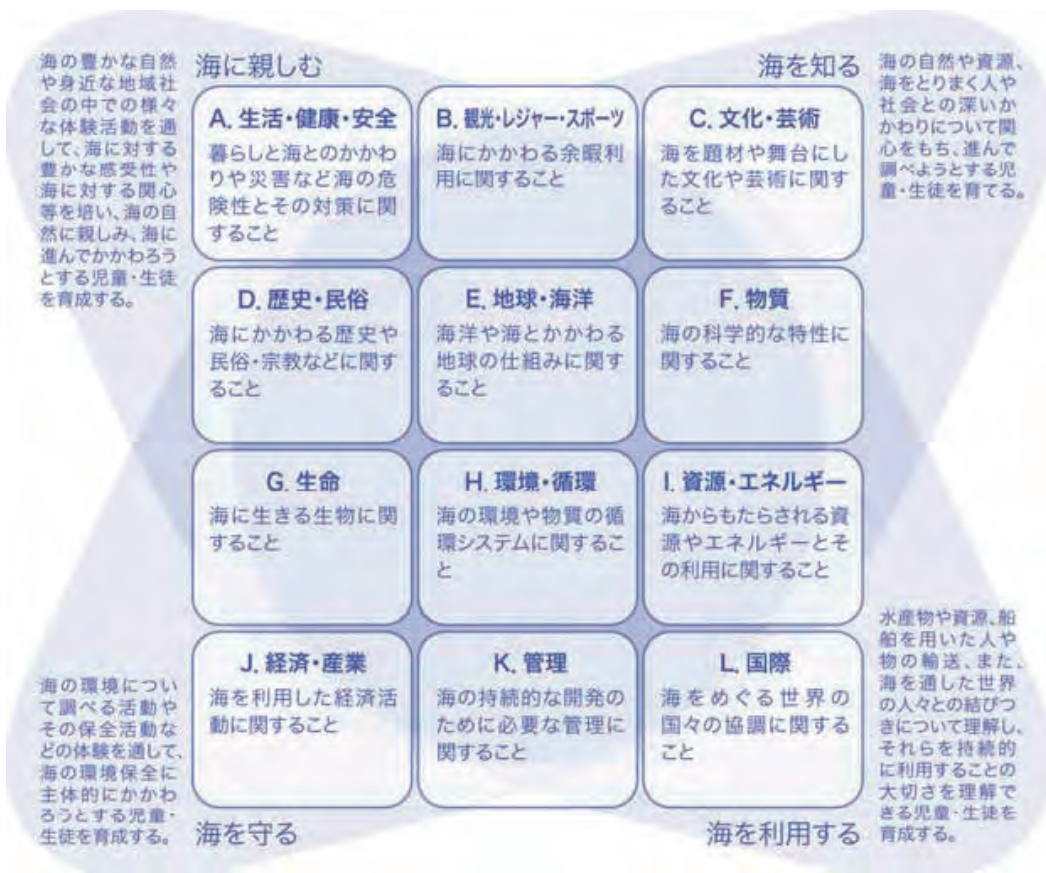 海に親しむ
海の豊かな自然
や身近な地域社
会の中での様々
な体験活動を通
して、海に対する
豊かな感受性や
海に対する関心
等を培い、海の自
然に親しみ、海に
進んでかかわろう
とする児童・生徒
を育成する。
海を知る
海の自然や資源、
海をとりまく人や
社会との深いか
かわりについて関
心をもち、進んで
調べようとする児
童・生徒を育てる。
A. 生活・健康・安全
暮らしと海とのかかわ
りや災害など海の危
険性とその対策に関
すること
B. 観光・レジャー・スポーツ
海にかかわる余暇利
用に関すること
C. 文化・芸術
海を題材や舞台にし
た文化や芸術に関す
ること
D. 歴史・民俗
海にかかわる歴史や
民俗・宗教などに関す
ること
E. 地球・海洋
海洋や海とかかわる
地球の仕組みに関す
ること
F. 物質
海の科学的な特性に
関すること
G. 生命
海に生きる生物に関
すること
H. 環境・循環
海の環境や物質の循
環システムに関するこ
と
I. 資源・エネルギー
海からもたらされる資
源やエネルギーとそ
の利用に関すること
J. 経済・産業
海を利用した経済活
動に関すること
K. 管理
海の持続的な開発の
ために必要な管理に
関すること
L. 国際
海をめぐる世界の
国々の協調に関する
こと
海を守る
海の環境につい
て調べる活動や
その保全活動な
どの体験を通して、
海の環境保全に
主体的にかかわ
ろうとする児童・
生徒を育成する。
海を利用する
水産物や資源、船
舶を用いた人や
物の輸送、また、
海を通した世界
の人々との結びつ
きについて理解し、
それらを持続的
に利用することの
大切さを理解で
きる児童・生徒を
育成する。